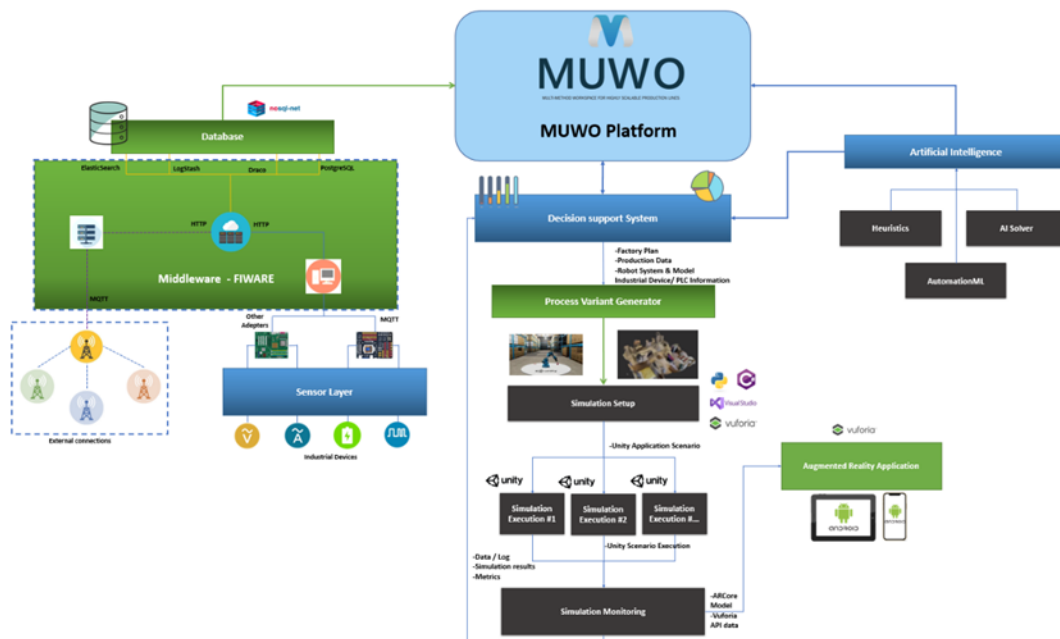 MUWO
MULTI-METHOD WORKSPACE FOR HIGHLY SCALABLE PRODUCTION LINES
MUWO Platform
nosql-net
Database
ElasticSearch
LogStash
Draco
PostgreSQL
HTTP
HTTP
Middleware - FIWARE
MQTT
Other
Adepters
MQTT
Sensor Layer
V
A
Industrial Devices
External connections
Decision support System
-Factory Plan
-Production Data
-Robot System & Model
Industrial Device/ PLC Information
Process Variant Generator
Simulation Setup
VisualStudio
vuforia
-Unity Application Scenario
unity
unity
unity
Simulation
Execution #1
Simulation
Execution #2
Simulation
Execution #...
-Unity Scenario Execution
-Data / Log
-Simulation results
-Metrics
Simulation Monitoring
-ARCore
Model
-Vuforia
API data
Artificial Intelligence
Heuristics
AI Solver
AutomationML
vuforia
Augmented Reality Application
ANDROID
ANDROID